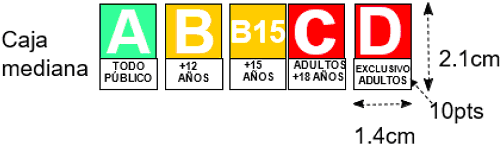 Caja
mediana
A
TODO
PÚBLICO
B
+12
AÑOS
B15
+15
AÑOS
C
ADULTOS
+18 AÑOS
D
EXCLUSIVO
ADULTOS
2.1cm
10pts
1.4cm